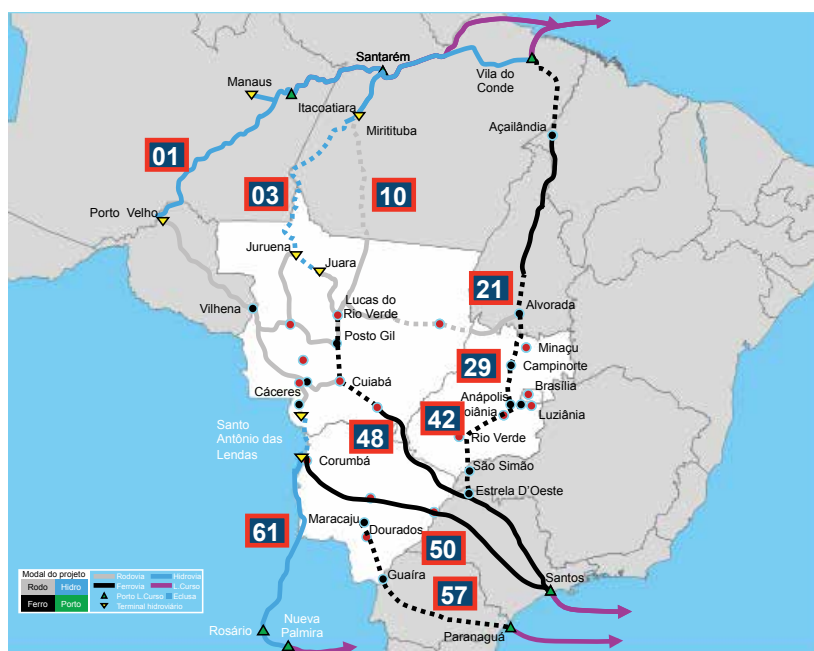 Santarém
Manaus
Vila do
Conde
Itacoatiara
Miritituba
Açailândia
01
03
10
Porto Velho
Juruena
Juara
21
Vilhena
Lucas do
Rio Verde
Alvorada
Posto Gil
Minaçu
29
Campinorte
Cuiabá
Brasília
Cáceres
Anápolis
oiânia
Luziânia
42
Santo
Antônio das
Lendas
48
Rio Verde
Corumbá
São Simão
Estrela D'Oeste
Maracaju
61
Dourados
50
Guaíra
57
Santos
Paranaguá
Rosário
Nueva
Palmira
Modal do projeto
Rodo
Hidro
Ferro
Porto
Rodovia
Hidrovia
Ferrovia
L.Curso
Porto L.Curso
Eclusa
Terminal hidroviário